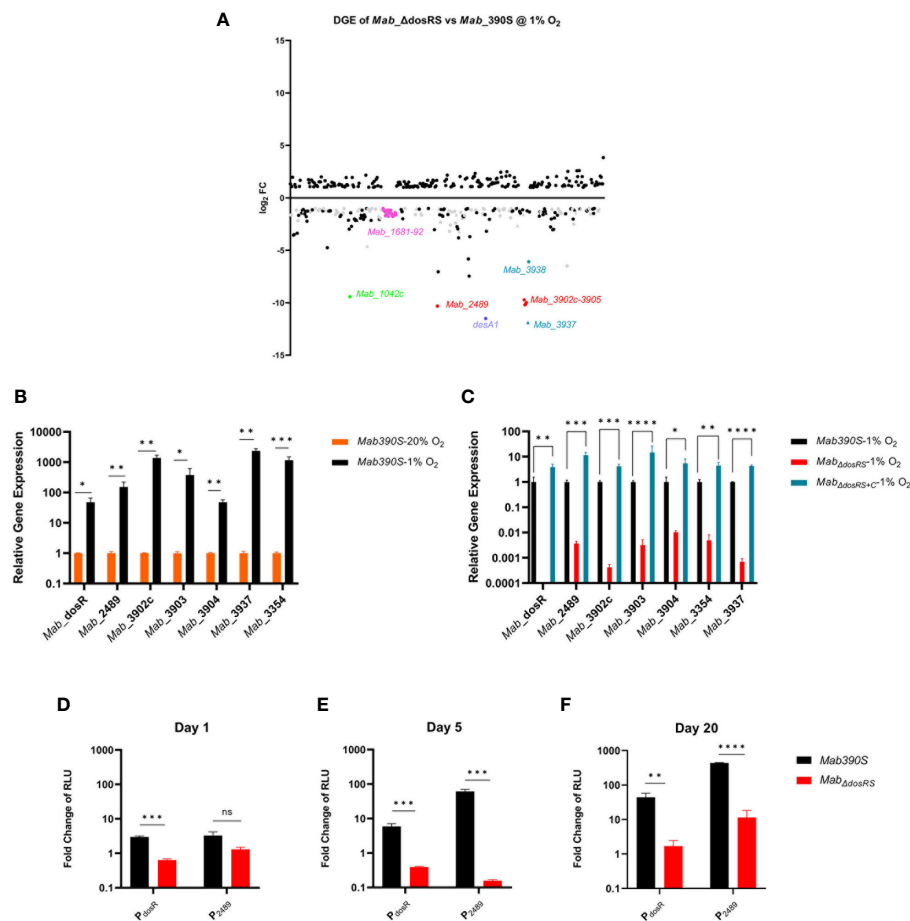 A
DGE of Mab_ΔdosRS vs Mab_390S @ 1% O₂
15
10
5
0
-5
-10
-15
log₂ FC
Mab_1681-92
Mab_3938
Mab_1042c
Mab_2489
Mab_3902c-3905
desA1
Mab_3937
B
10000
1000
100
10
1
0.1
Relative Gene Expression
* ** ** * ** ** ***
Mab_dosR
Mab_2489
Mab_3902c
Mab_3903
Mab_3904
Mab_3937
Mab_3354
Mab390S-20% O₂
Mab390S-1% O₂
C
100
10
1
0.1
0.01
0.001
0.0001
Relative Gene Expression
** *** *** **** * ** ****
Mab_dosR
Mab_2489
Mab_3902c
Mab_3903
Mab_3904
Mab_3354
Mab_3937
Mab390S-1% O₂
MabΔdosRS-1% O₂
MabΔdosRS+C-1% O₂
D
Day 1
1000
100
10
1
0.1
Fold Change of RLU
*** ns
PdosR
P2489
E
Day 5
1000
100
10
1
0.1
Fold Change of RLU
*** ***
PdosR
P2489
F
Day 20
1000
100
10
1
0.1
Fold Change of RLU
** ****
PdosR
P2489
Mab390S
MabΔdosRS